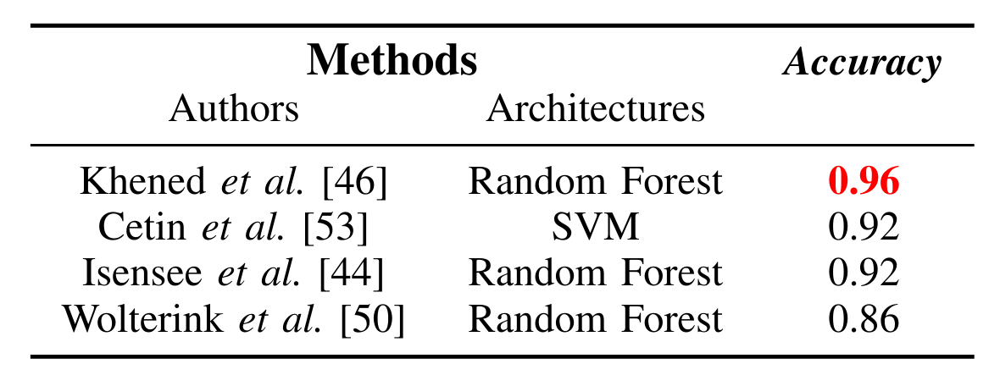 Methods Accuracy
Authors Architectures
Khened et al. [46] Random Forest 0.96
Cetin et al. [53] SVM 0.92
Isensee et al. [44] Random Forest 0.92
Wolterink et al. [50] Random Forest 0.86